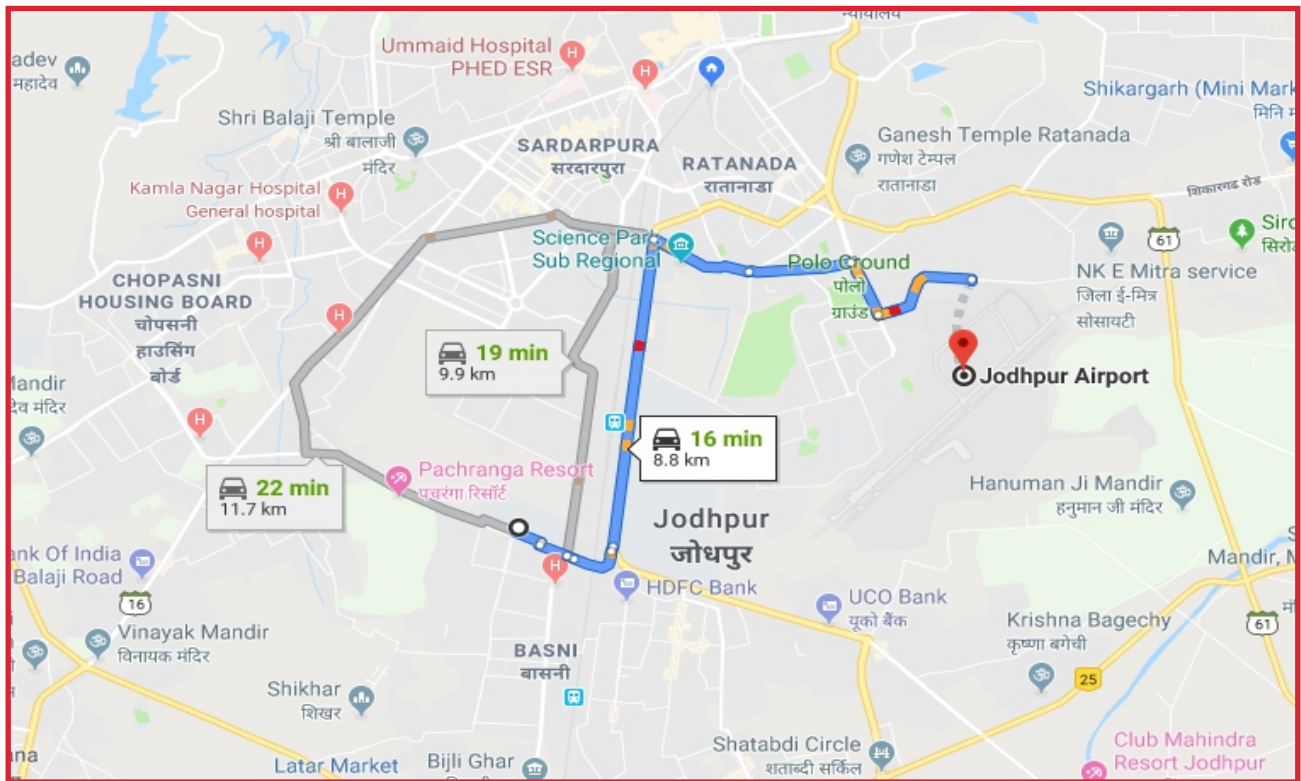 न्यायालय
Ummaid Hospital
PHED ESR
adev
महादेव
Shikargarh (Mini Mark
मिनि म
Shri Balaji Temple
श्री बालाजी
मंदिर
SARDARPURA
सरदारपुरा
RATANADA
रातानाडा
Ganesh Temple Ratanada
गणेश टेम्पल
रातानाडा
Kamla Nagar Hospital
General hospital
शिकारगढ रोड
Science Park
Sub Regional
61
Siro
सिरो
Polo Ground
पोलो
ग्राउंड
NK E Mitra service
जिला ई-मित्र
सोसायटी
CHOPASNI
HOUSING BOARD
चोपसनी
हाउसिंग
बोर्ड
19 min
9.9 km
Jodhpur Airport
Mandir
देव मंदिर
16 min
8.8 km
Pachranga Resort
पचरंगा रिसॉर्ट
22 min
11.7 km
Hanuman Ji Mandir
हनुमान जी मंदिर
Jodhpur
जोधपुर
ank Of India
Balaji Road
Mandir, M
HDFC Bank
UCO Bank
यूको बैंक
16
Krishna Bagechy
कृष्णा बगेची
61
Vinayak Mandir
विनायक मंदिर
BASNI
बासनी
25
Shikhar
शिखर
Shatabdi Circle
शताब्दी सर्किल
Club Mahindra
Resort Jodhpur
ana
Latar Market
Bijli Ghar